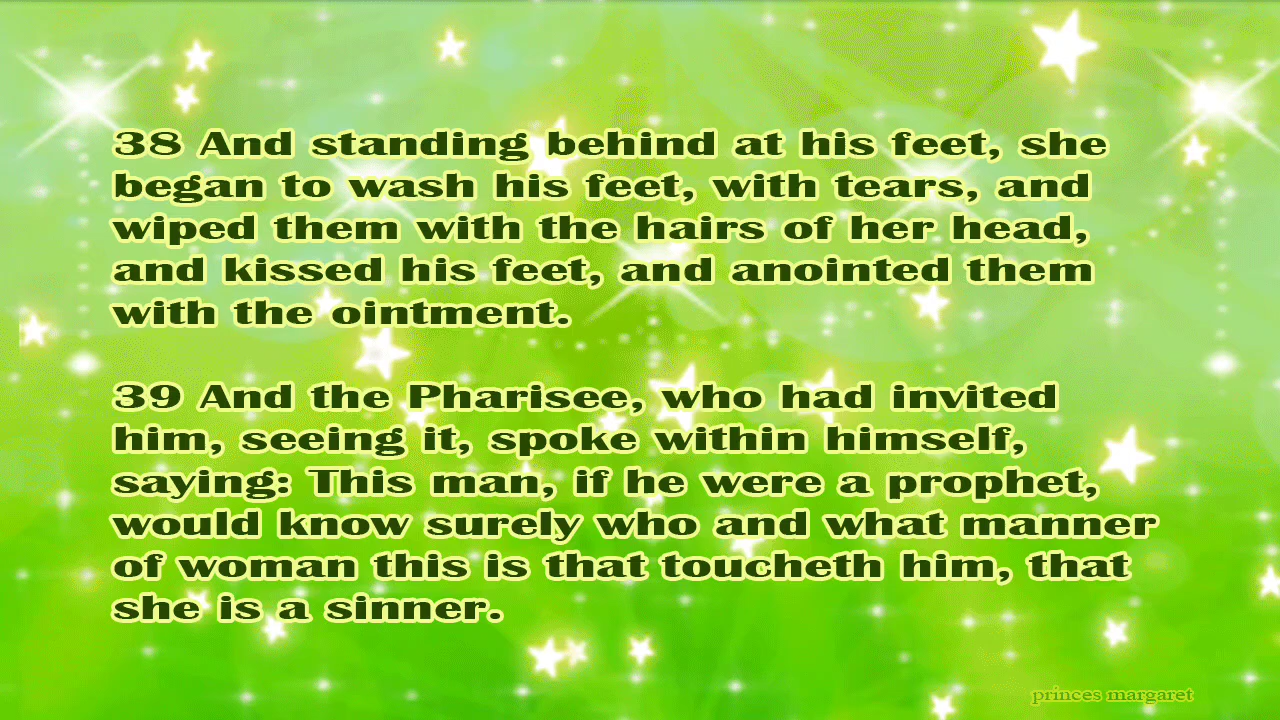 38 And standing behind at his feet, she
began to wash his feet, with tears, and
wiped them with the hairs of her head,
and kissed his feet, and anointed them
with the ointment.
39 And the Pharisee, who had invited
him, seeing it, spoke within himself,
saying: This man, if he were a prophet,
would know surely who and what manner
of woman this is that toucheth him, that
she is a sinner.
princes margaret